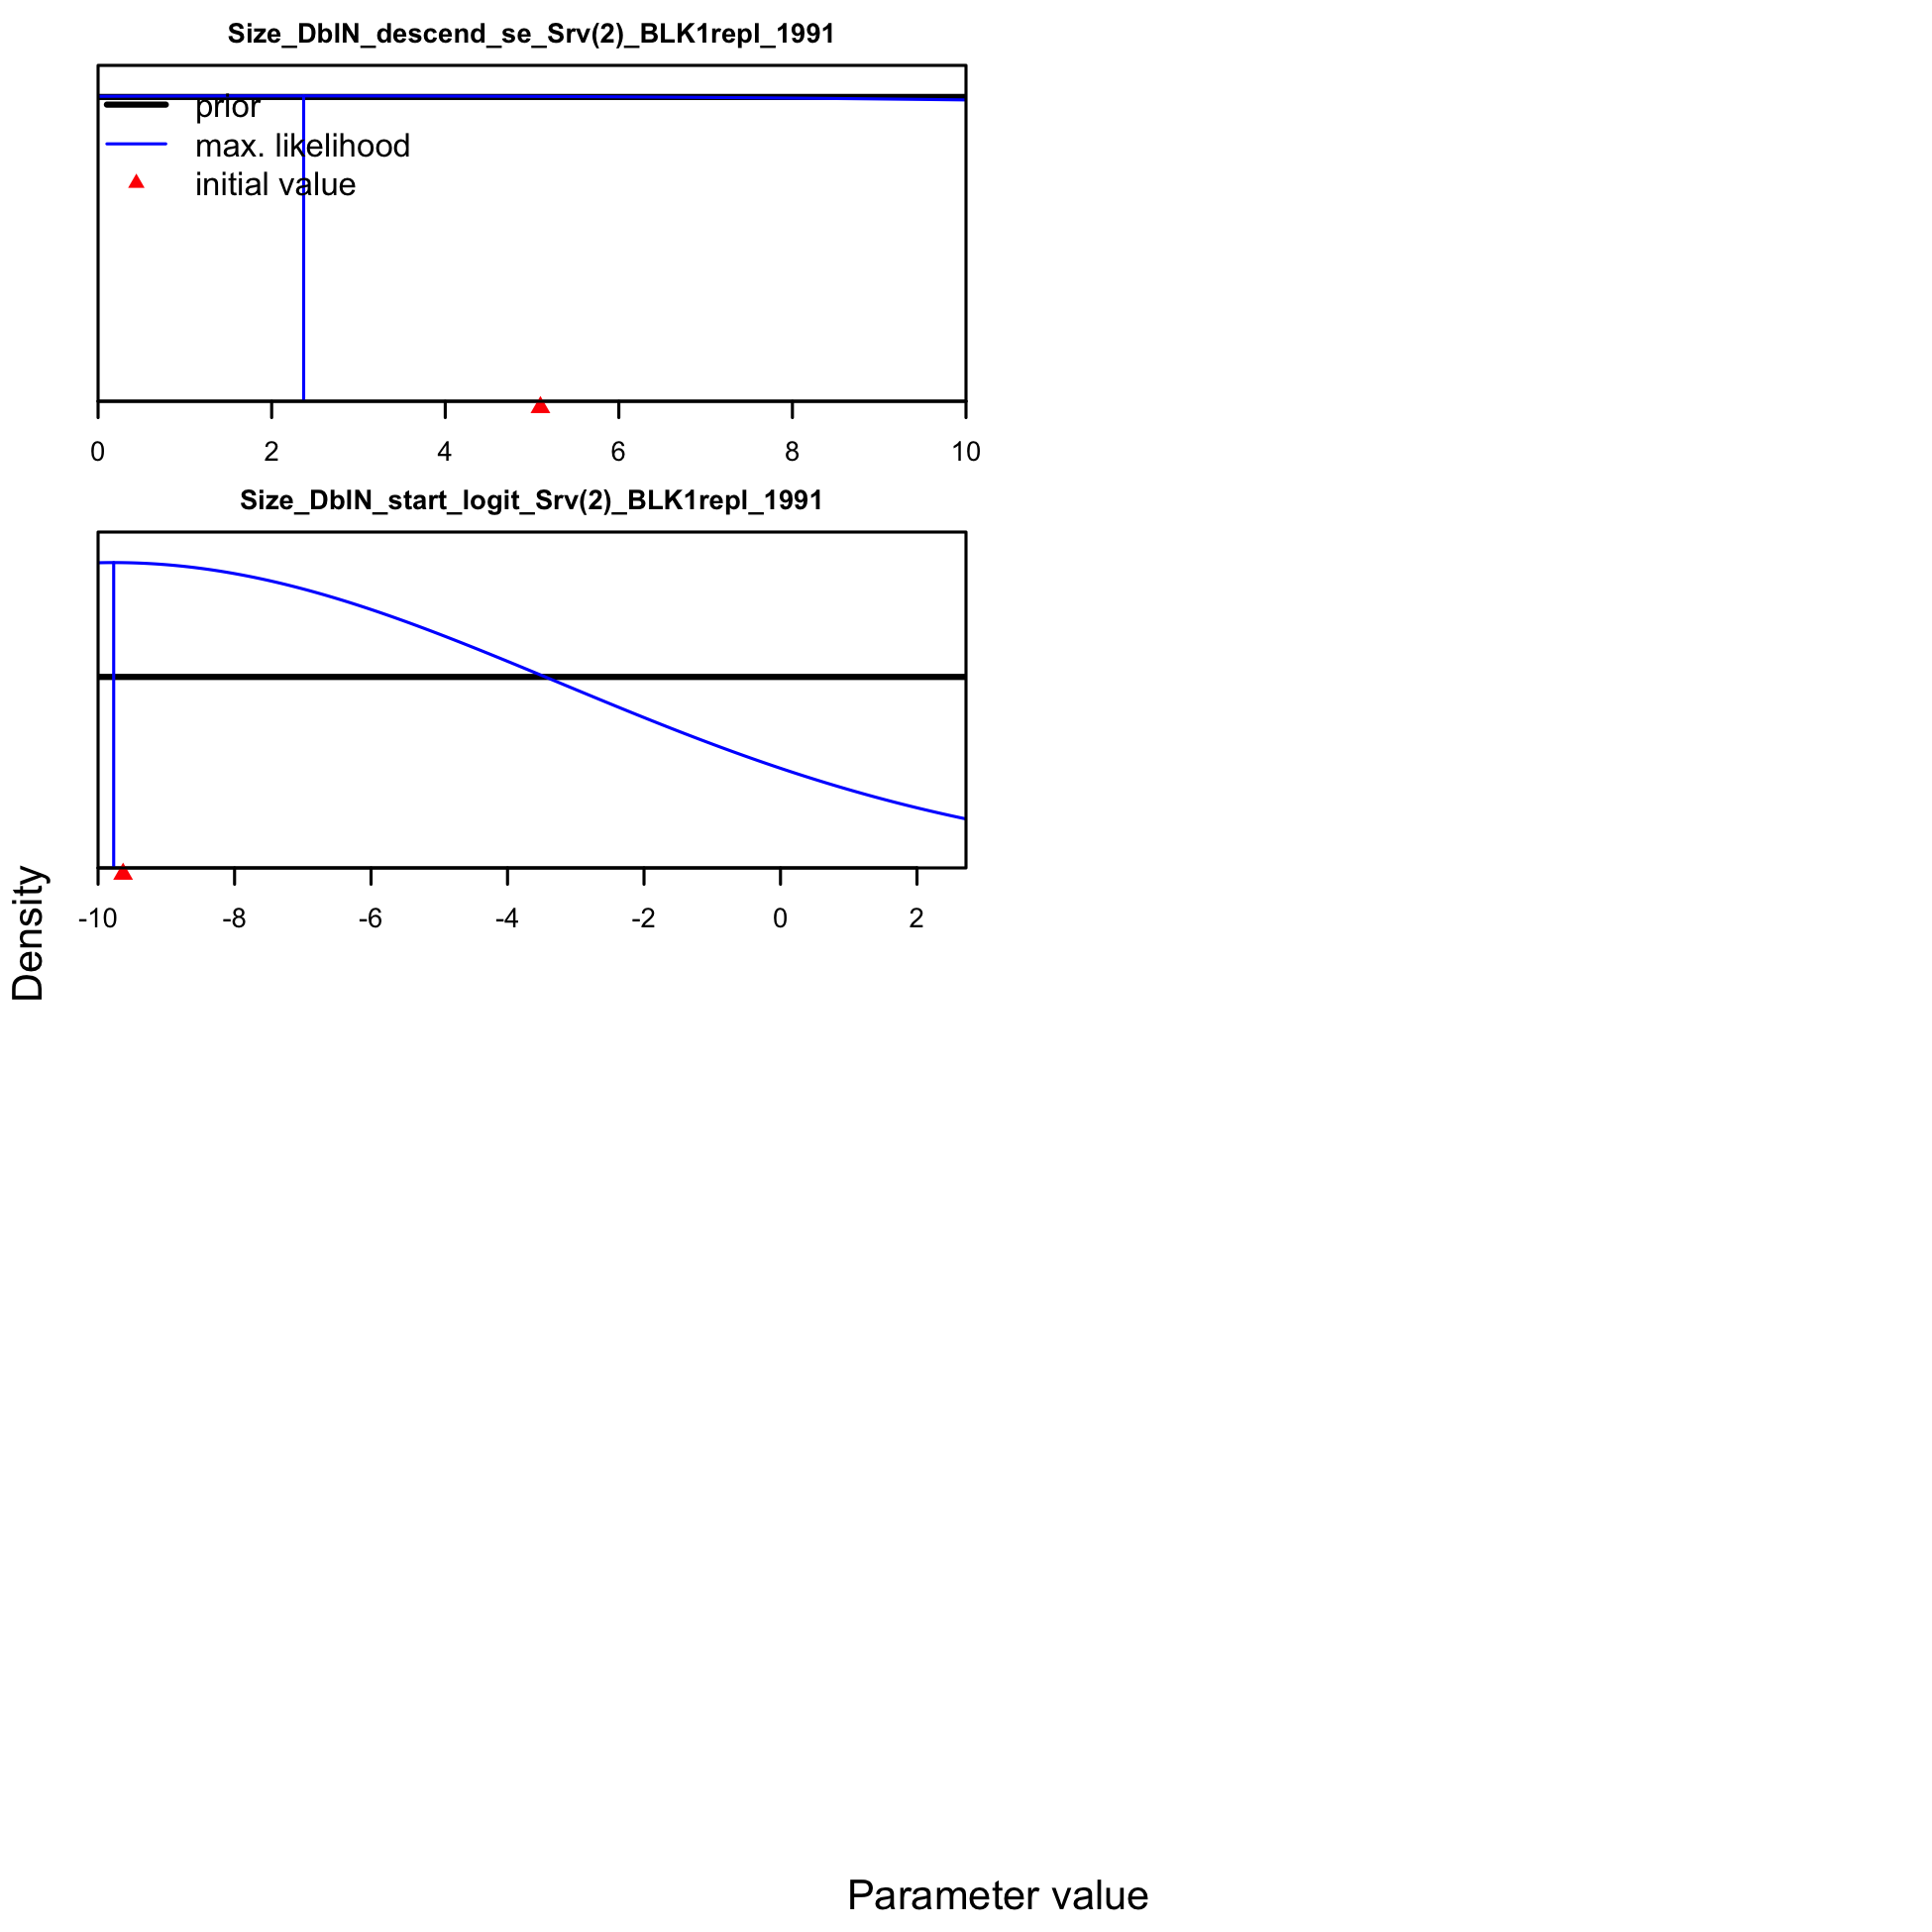 Size_DblN_descend_se_Srv(2)_BLK1repl_1991
prior
max. likelihood
initial value
0 2 4 6 8 10
Size_DblN_start_logit_Srv(2)_BLK1repl_1991
-10 -8 -6 -4 -2 0 2
Density
Parameter value